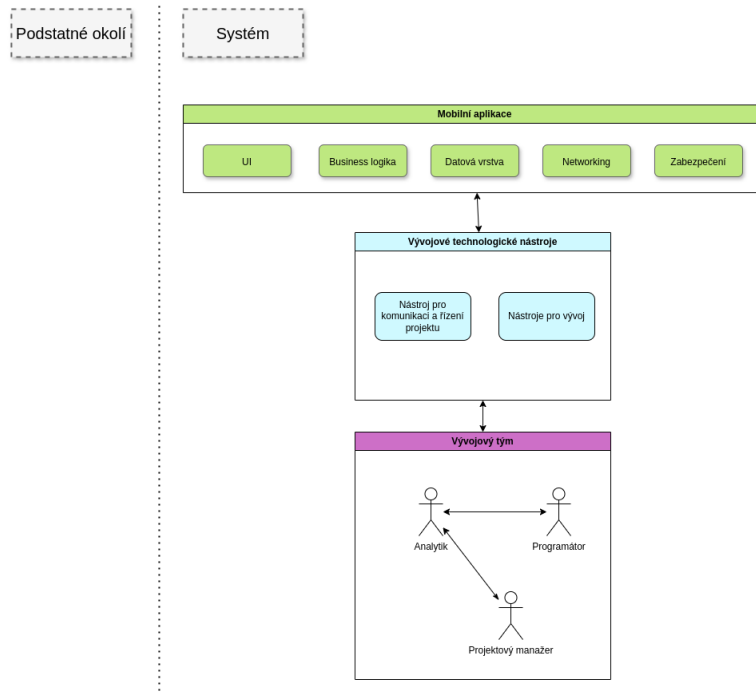 Podstatné okolí
Systém
Mobilní aplikace
UI
Business logika
Datová vrstva
Networking
Zabezpečení
Vývojové technologické nástroje
Nástroj pro
komunikaci a řízení
projektu
Nástroje pro vývoj
Vývojový tým
Analytik
Programátor
Projektový manažer